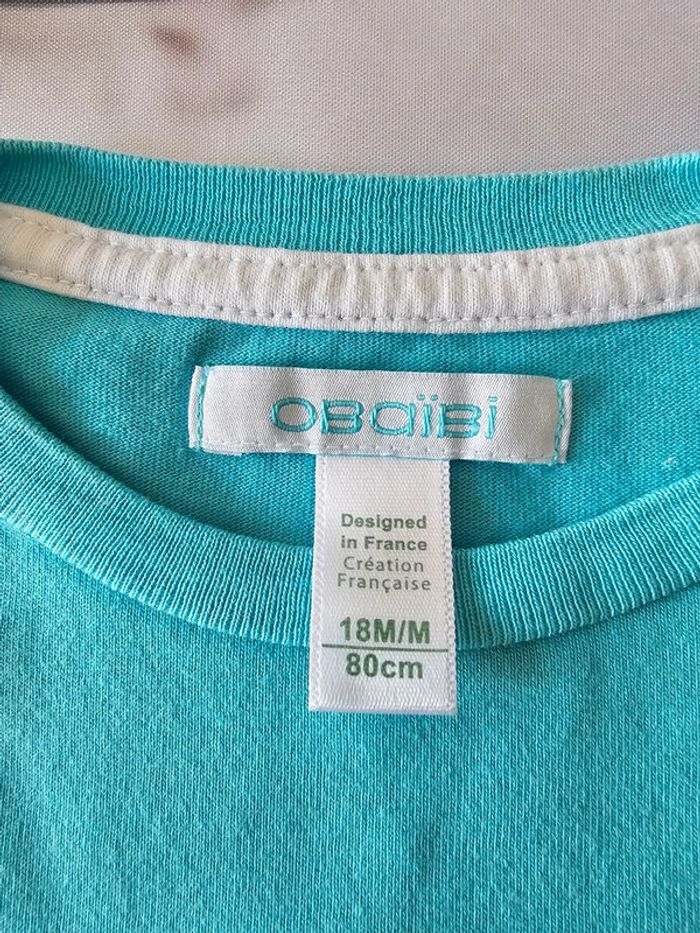 OBaïBi
Designed
in France
Création
Française
18M/M
80cm